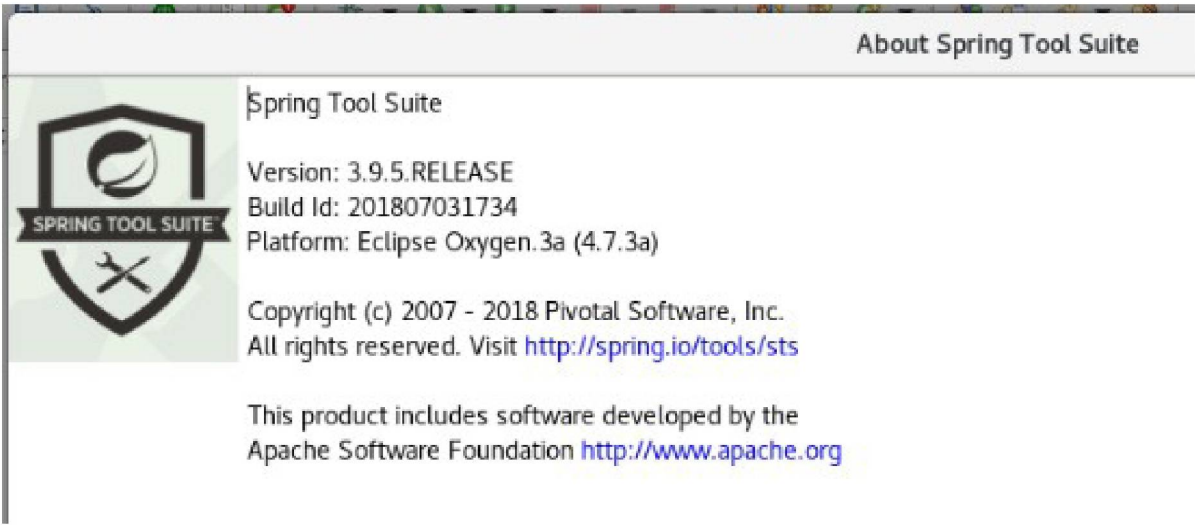 About Spring Tool Suite
SPRING TOOL SUITE
Spring Tool Suite
Version: 3.9.5.RELEASE
Build Id: 201807031734
Platform: Eclipse Oxygen.3a (4.7.3a)
Copyright (c) 2007 - 2018 Pivotal Software, Inc.
All rights reserved. Visit http://spring.io/tools/sts
This product includes software developed by the
Apache Software Foundation http://www.apache.org